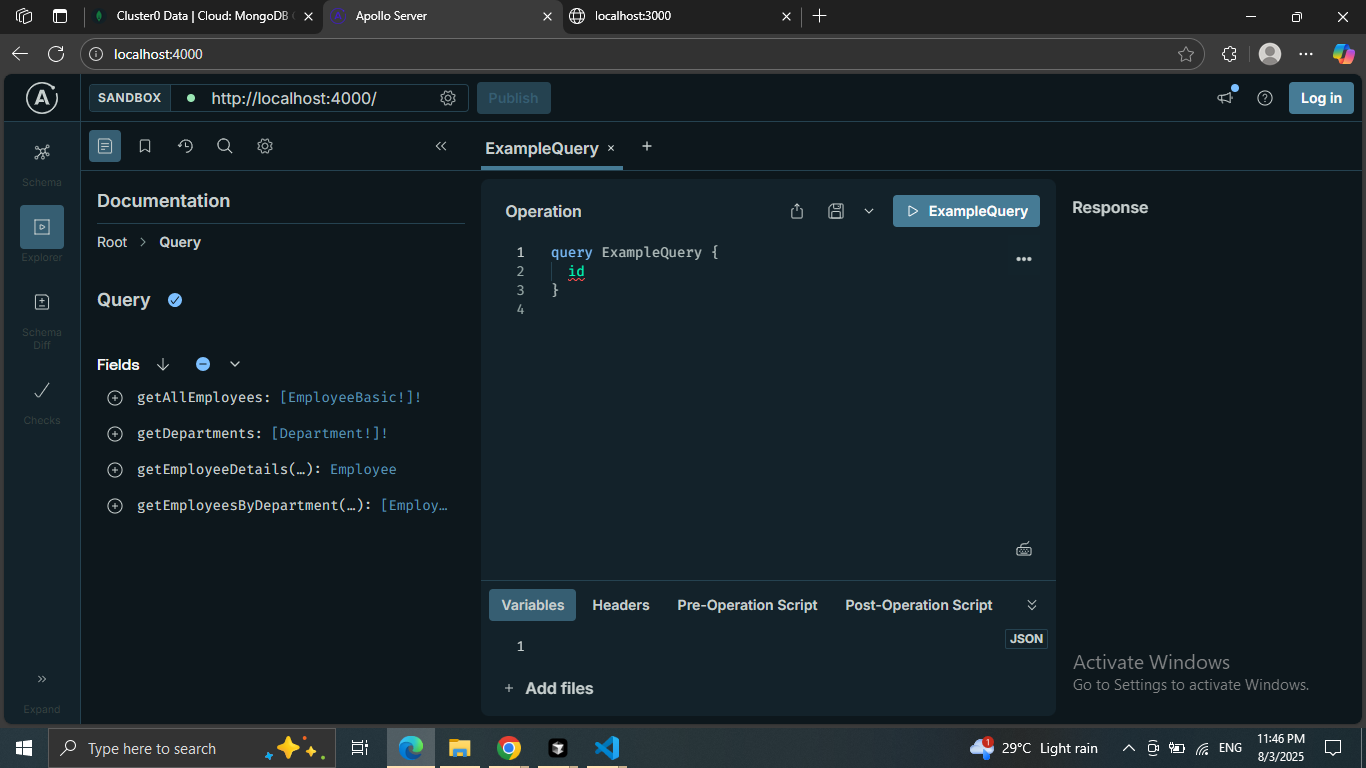 Cluster0 Data | Cloud: MongoDB
Apollo Server
localhost:3000
localhost:4000
SANDBOX
http://localhost:4000/
Publish
Log in
Schema
Explorer
Schema
Diff
Checks
Expand
Documentation
Root > Query
Query
Fields
getAllEmployees: [EmployeeBasic!]!
getDepartments: [Department!]!
getEmployeeDetails(…): Employee
getEmployeesByDepartment(…): [Employ…
ExampleQuery
Operation
ExampleQuery
1 query ExampleQuery {
2 id
3 }
4
Variables
Headers
Pre-Operation Script
Post-Operation Script
1
JSON
+ Add files
Response
Activate Windows
Go to Settings to activate Windows.
Type here to search
1
29°C Light rain
ENG
11:46 PM
8/3/2025